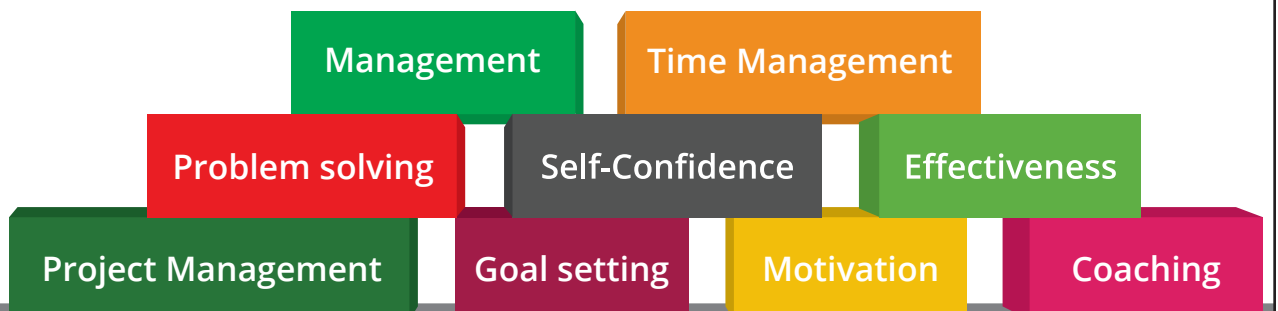 Management
Time Management
Problem solving
Self-Confidence
Effectiveness
Project Management
Goal setting
Motivation
Coaching